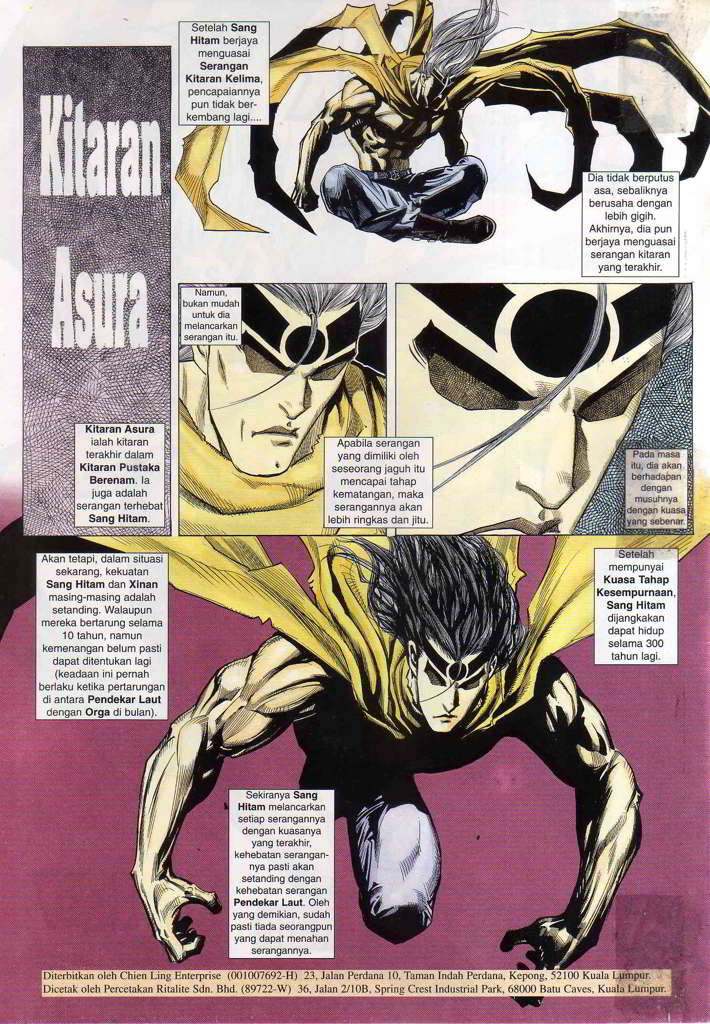 Kitaran
Asura
Setelah Sang
Hitam berjaya
menguasai
Serangan
Kitaran Kelima,
pencapaiannya
pun tidak ber-
kembang lagi....
Dia tidak berputus
asa, sebaliknya
berusaha dengan
lebih gigih.
Akhirnya, dia pun
berjaya menguasai
serangan kitaran
yang terakhir.
Namun,
bukan mudah
untuk dia
melancarkan
serangan itu.
Kitaran Asura
ialah kitaran
terakhir dalam
Kitaran Pustaka
Berenam. Ia
juga adalah
serangan terhebat
Sang Hitam.
Apabila serangan
yang dimiliki oleh
seseorang jaguh itu
mencapai tahap
kematangan, maka
serangannya akan
lebih ringkas dan jitu.
Pada masa
itu, dia akan
berhadapan
dengan
musuhnya
dengan kuasa
yang sebenar.
Akan tetapi, dalam situasi
sekarang, kekuatan
Sang Hitam dan Xinan
masing-masing adalah
setanding. Walaupun
mereka bertarung selama
10 tahun, namun
kemenangan belum pasti
dapat ditentukan lagi
(keadaan ini pernah
berlaku ketika pertarungan
di antara Pendekar Laut
dengan Orga di bulan).
Setelah
mempunyai
Kuasa Tahap
Kesempurnaan,
Sang Hitam
dijangkakan
dapat hidup
selama 300
tahun lagi.
Sekiranya Sang
Hitam melancarkan
setiap serangannya
dengan kuasanya
yang terakhir,
kehebatan serangan-
nya pasti akan
setanding dengan
kehebatan serangan
Pendekar Laut. Oleh
yang demikian, sudah
pasti tiada seorangpun
yang dapat menahan
serangannya.
Diterbitkan oleh Chien Ling Enterprise (001007692-H) 23, Jalan Perdana 10, Taman Indah Perdana, Kepong, 52100 Kuala Lumpur.
Dicetak oleh Percetakan Ritalite Sdn. Bhd. (89722-W) 36, Jalan 2/10B, Spring Crest Industrial Park, 68000 Batu Caves, Kuala Lumpur.